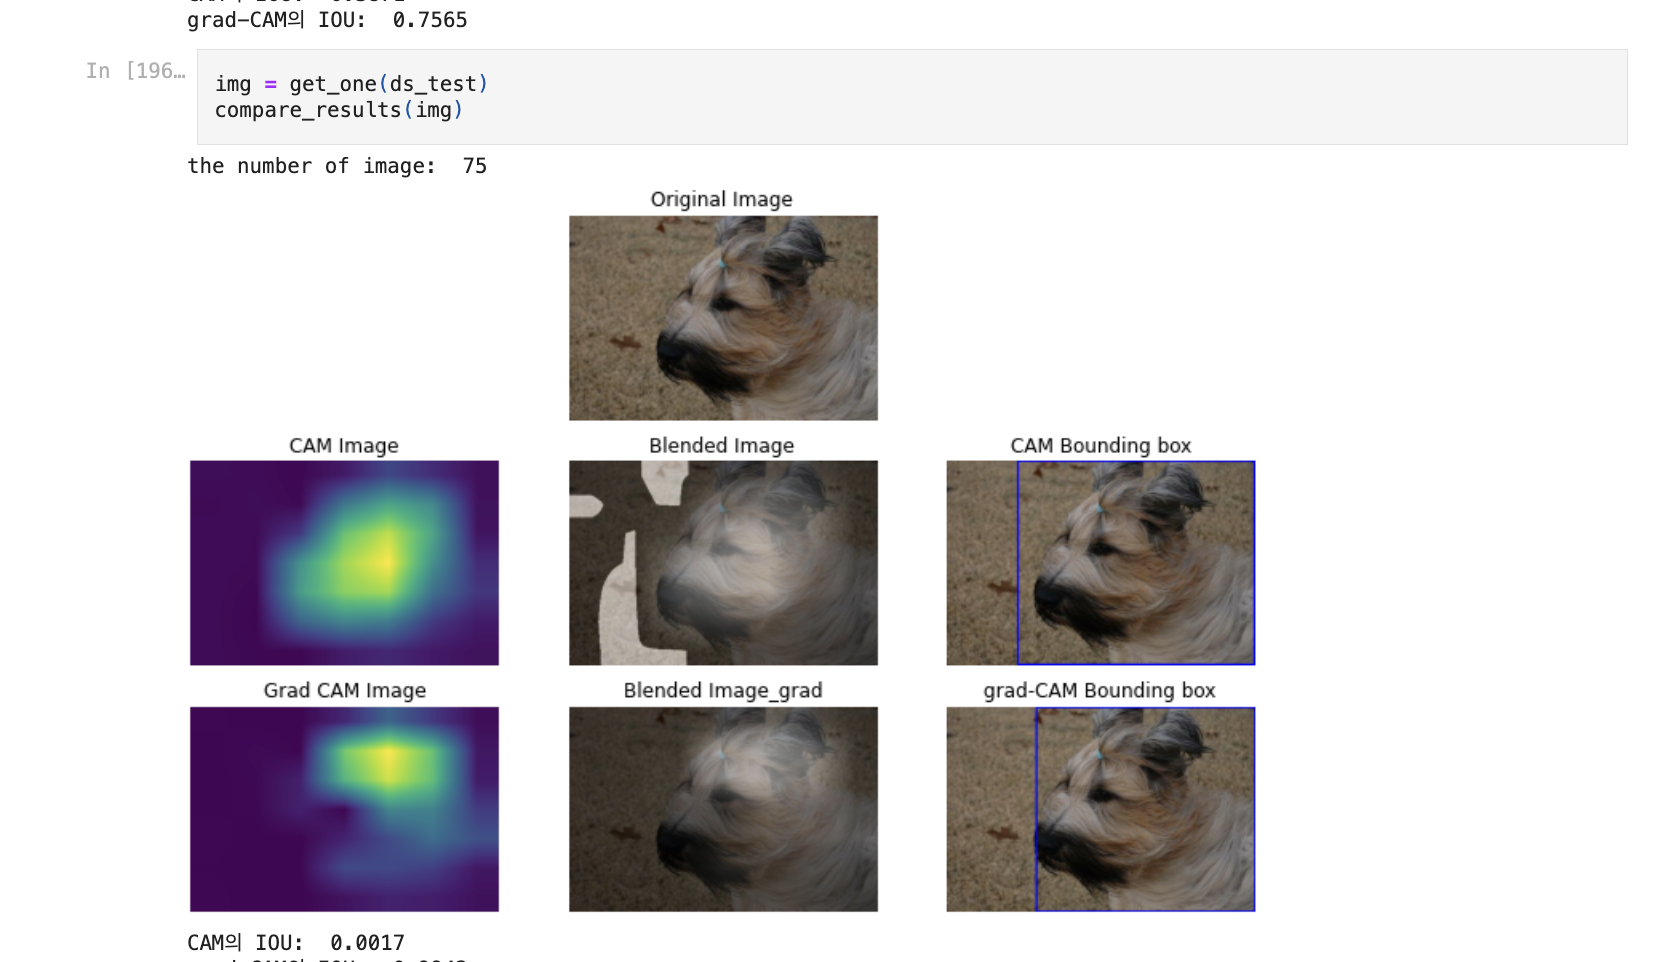 grad-CAM의 IOU:  0.7565
In [196…
img = get_one(ds_test)
compare_results(img)
the number of image:  75
Original Image
CAM Image
Blended Image
CAM Bounding box
Grad CAM Image
Blended Image_grad
grad-CAM Bounding box
CAM의 IOU:  0.0017